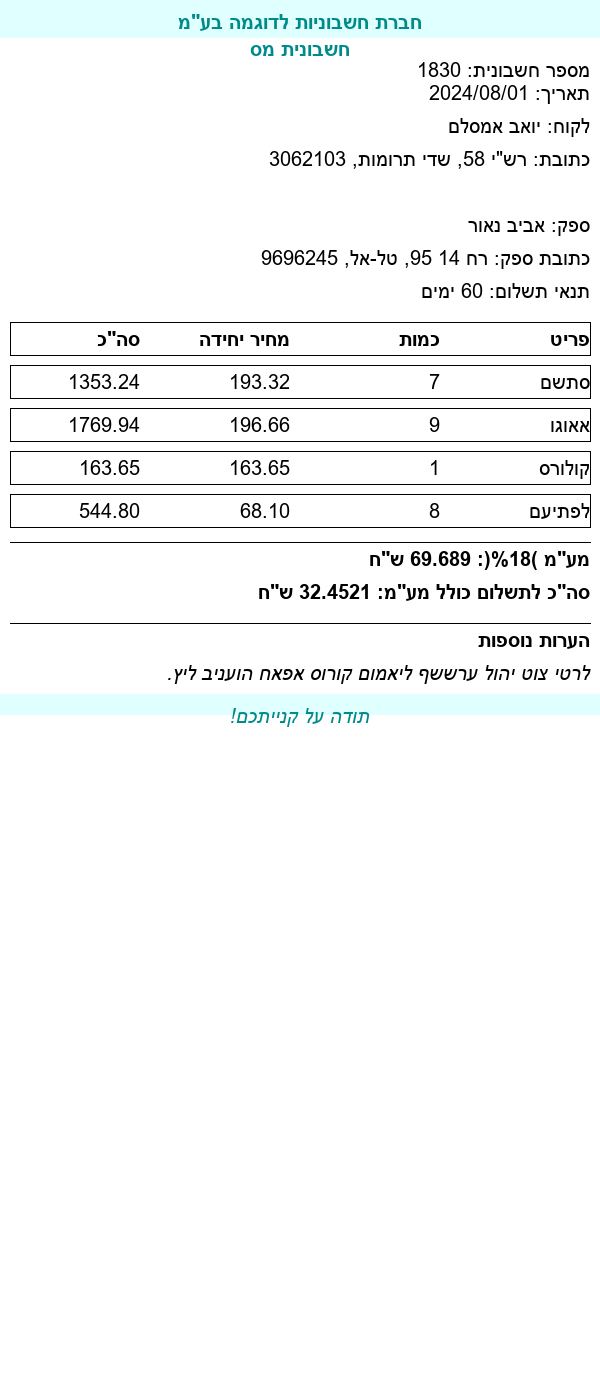 חברת חשבוניות לדוגמה בע"מ
חשבונית מס
מספר חשבונית: 1830
תאריך: 2024/08/01
לקוח: יואב אמסלם
כתובת: רש"י 58, שדי תרומות, 3062103
ספק: אביב נאור
כתובת ספק: רח 14 95, טל-אל, 9696245
תנאי תשלום: 60 ימים
פריט כמות מחיר יחידה סה"כ
סתשם 7 193.32 1353.24
אאוגו 9 196.66 1769.94
קולורס 1 163.65 163.65
לפתיעם 8 68.10 544.80
מע"מ )18%(: 69.689 ש"ח
סה"כ לתשלום כולל מע"מ: 32.4521 ש"ח
הערות נוספות
לרטי צוט יהול ערששף ליאמום קורוס אפאח הועניב ליץ.
תודה על קנייתכם!